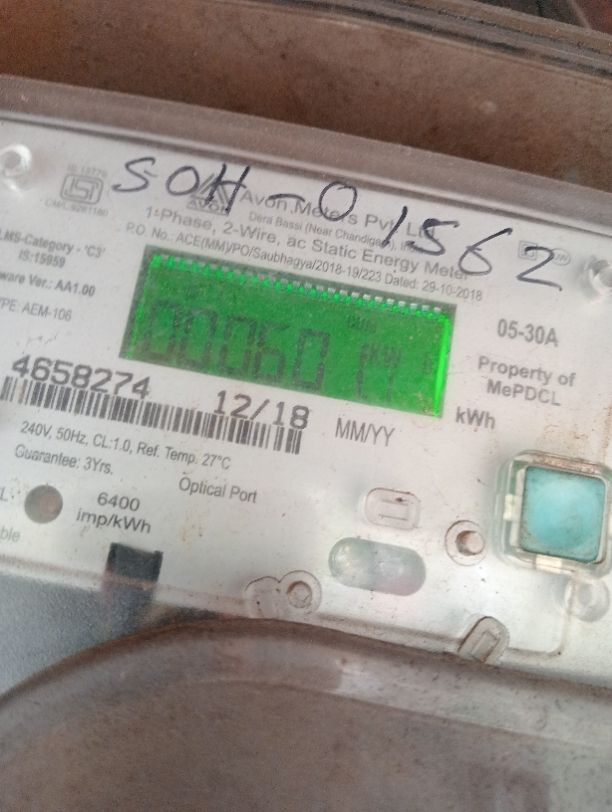 SOH-01562
IS:13779
AVON
Avon Meters Pvt. Ltd.
Dera Bassi (Near Chandigarh),
1-Phase, 2-Wire, ac Static Energy Meter
P.O. No.: ACE(MM)/PO/Saubhagya/2018-19/223 Dated: 29-10-2018
LMS-Category - 'C3'
IS:15959
ware Ver.: AA1.00
YPE: AEM-106
05-30A
Property of
MePDCL
kWh
4658274
12/18
MM/YY
240V, 50Hz, CL:1.0, Ref. Temp. 27°C
Guarantee: 3Yrs.
Optical Port
6400
imp/kWh